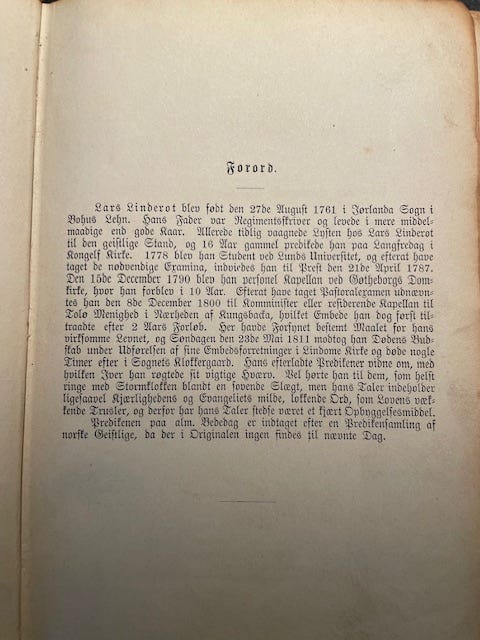 Forord.
Lars Linderot blev født den 27de August 1761 i Jørlanda Sogn i
Bohus Lehn. Hans Fader var Regimentsskriver og levede i mere middel-
maadige end gode Kaar. Allerede tidlig vaagnede Lysten hos Lars Linderot
til den geistlige Stand, og 16 Aar gammel predikede han paa Langfredag i
Kongelf Kirke. 1778 blev han Student ved Lunds Universitet, og efterat have
taget de nødvendige Examina, indviedes han til Prest den 21de April 1787.
Den 15de December 1790 blev han personel Kapellan ved Gøtheborgs Dom-
kirke, hvor han forblev i 10 Aar. Efterat have taget Pastoralexamen udnævn-
tes han den 8de December 1800 til Komminister eller residerende Kapellan til
Tolø Menighed i Nærheden af Kungsbacka, hvilket Embede han dog først til-
traadte efter 2 Aars Forløb. Her havde Forsynet bestemt Maalet for hans
virksomme Levnet, og Søndagen den 23de Mai 1811 modtog han Dødens Bud-
skab under Udførelsen af sine Embedsforretninger i Lindome Kirke og døde nogle
Timer efter i Sognets Klokkergaard. Hans efterladte Predikener vidne om, med
hvilken Iver han røgtede sit vigtige Hverv. Vel hørte han til dem, som helst
ringe med Stormklokken blandt en sovende Slægt, men hans Taler indeholder
ligesaavel Kjærlighedens og Evangeliets milde, lokkende Ord, som Lovens væk-
kende Trusler, og derfor har hans Taler stedse været et kjært Opbyggelsesmiddel.
Predikenen paa alm. Bededag er indtaget efter en Predikensamling af
norske Geistlige, da der i Originalen ingen findes til nævnte Dag.